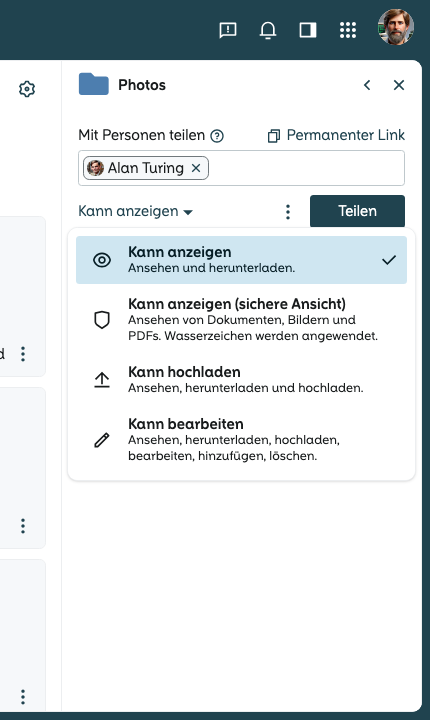 Photos
Mit Personen teilen
Permanenter Link
Alan Turing
Kann anzeigen
Teilen
Kann anzeigen
Ansehen und herunterladen.
Kann anzeigen (sichere Ansicht)
Ansehen von Dokumenten, Bildern und
PDFs. Wasserzeichen werden angewendet.
d
Kann hochladen
Ansehen, herunterladen und hochladen.
Kann bearbeiten
Ansehen, herunterladen, hochladen,
bearbeiten, hinzufügen, löschen.